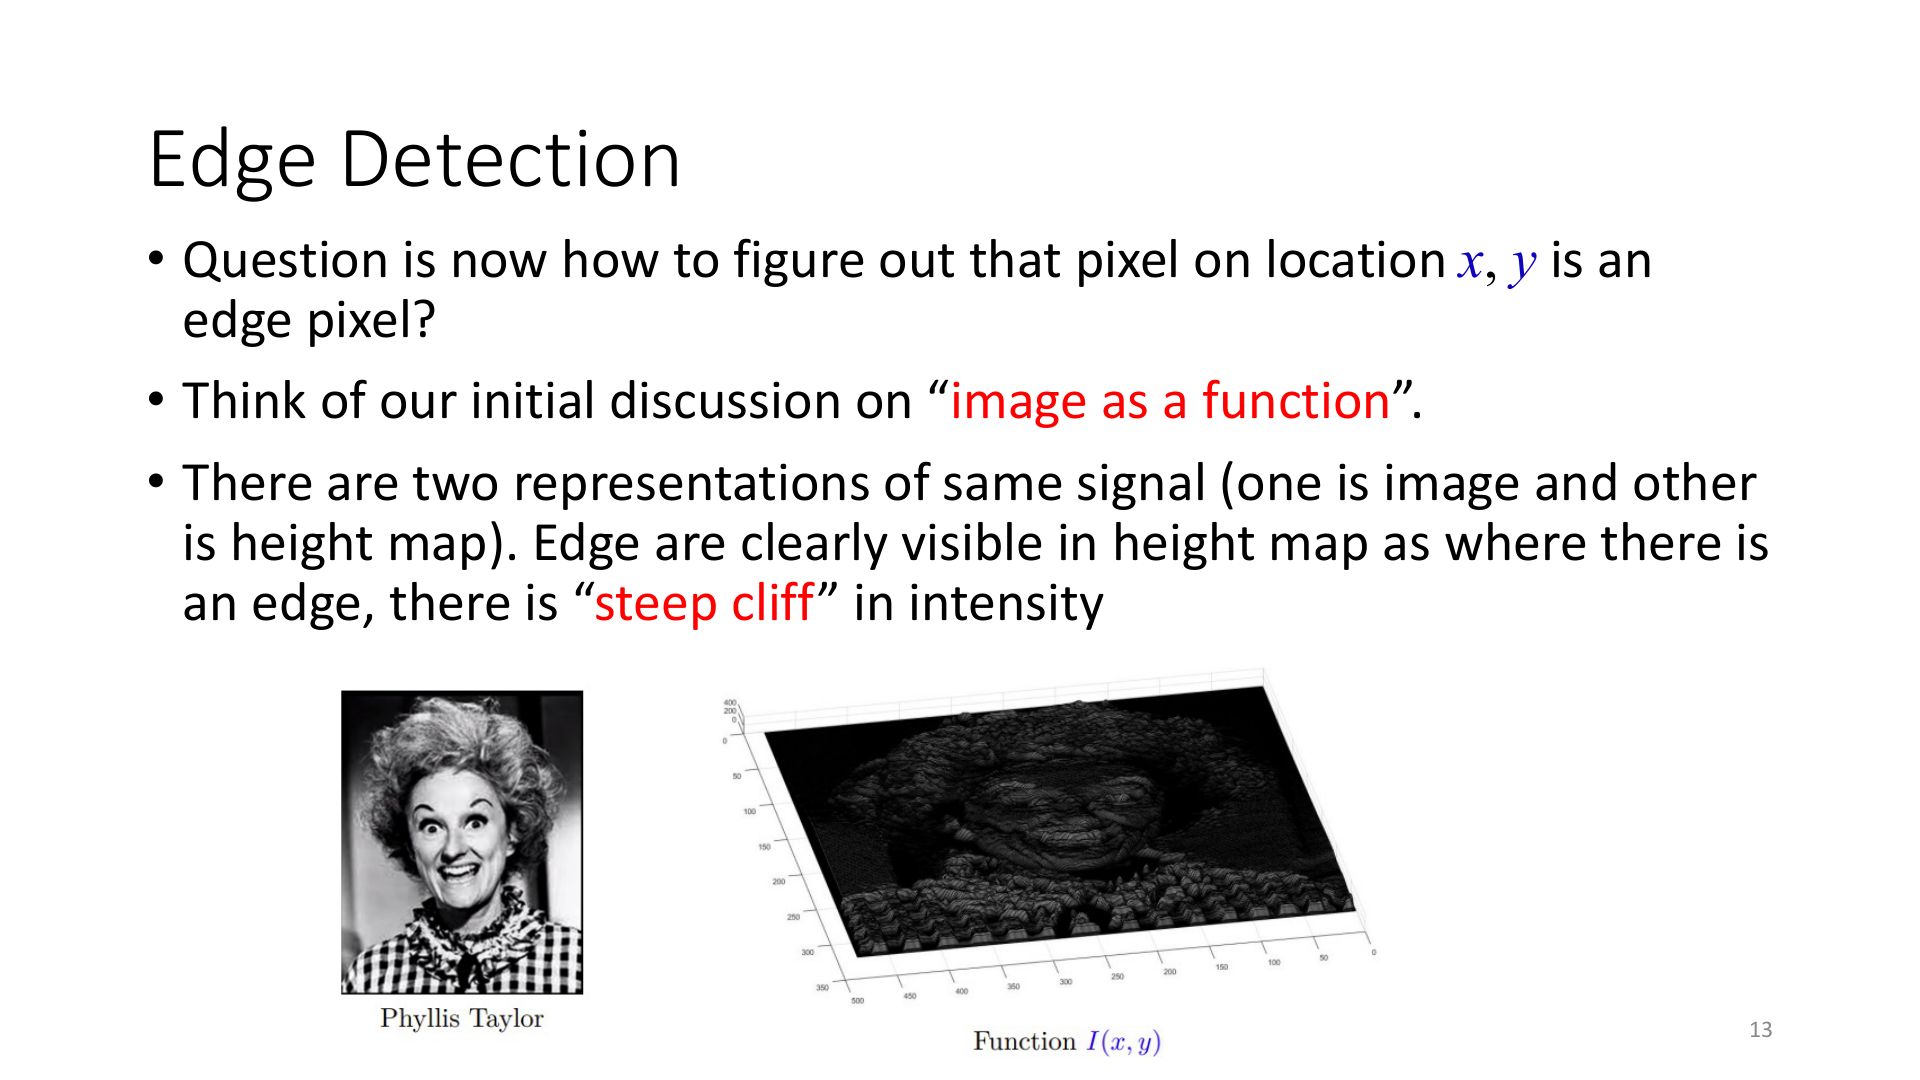 Edge Detection
• Question is now how to figure out that pixel on location x, y is an
edge pixel?
• Think of our initial discussion on “image as a function”.
• There are two representations of same signal (one is image and other
is height map). Edge are clearly visible in height map as where there is
an edge, there is “steep cliff” in intensity
400
200
0
0
50
100
150
200
250
300
350
500
450
400
350
300
250
200
150
100
50
0
Phyllis Taylor
Function I(x, y)
13